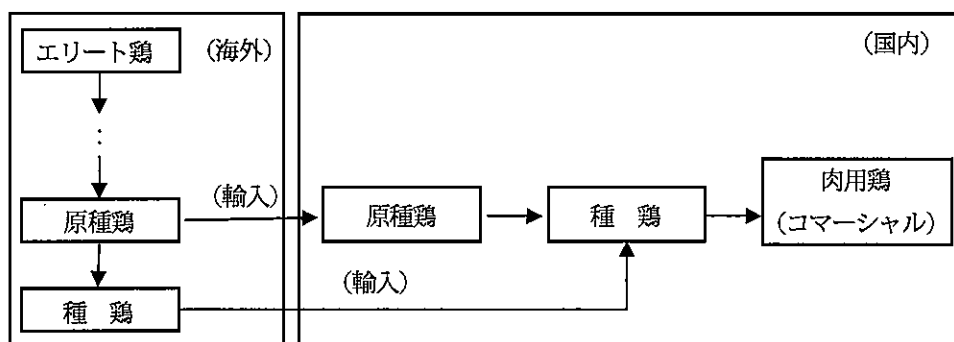 エリート鶏
(海外)
(国内)
⋮
(輸入)
原種鶏
原種鶏
種　鶏
肉用鶏
(コマーシャル)
(輸入)
種　鶏